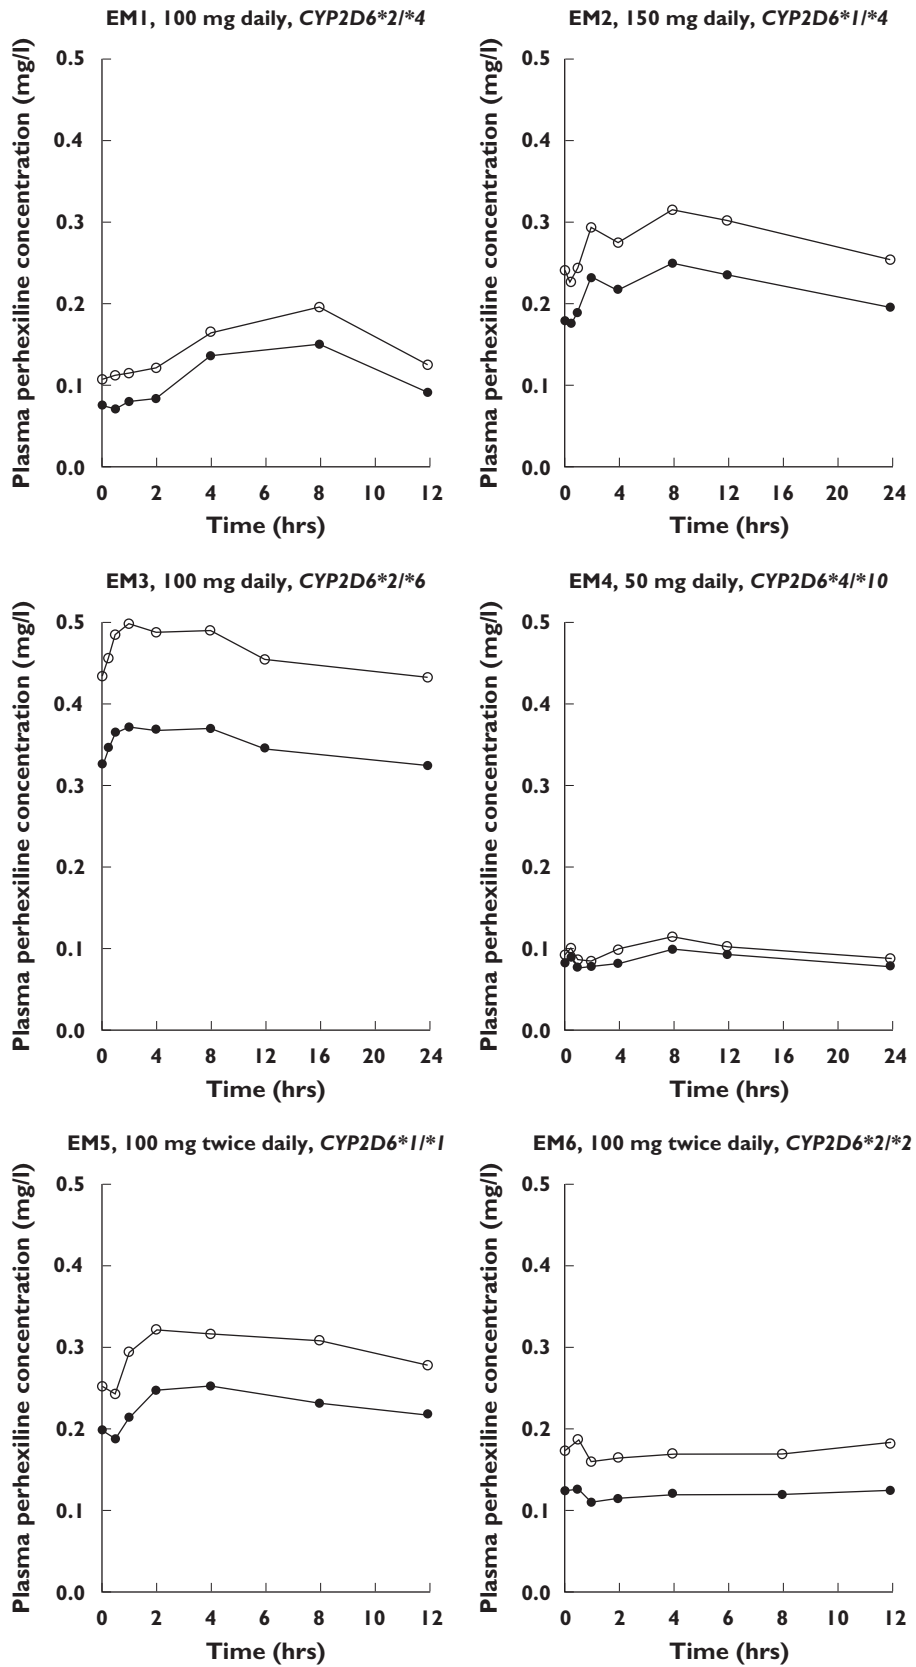 EM1, 100 mg daily, CYP2D6*2/*4
Plasma perhexiline concentration (mg/l)
0.5
0.4
0.3
0.2
0.1
0.0
0 2 4 6 8 10 12
Time (hrs)
EM2, 150 mg daily, CYP2D6*1/*4
Plasma perhexiline concentration (mg/l)
0.5
0.4
0.3
0.2
0.1
0.0
0 4 8 12 16 20 24
Time (hrs)
EM3, 100 mg daily, CYP2D6*2/*6
Plasma perhexiline concentration (mg/l)
0.5
0.4
0.3
0.2
0.1
0.0
0 4 8 12 16 20 24
Time (hrs)
EM4, 50 mg daily, CYP2D6*4/*10
Plasma perhexiline concentration (mg/l)
0.5
0.4
0.3
0.2
0.1
0.0
0 4 8 12 16 20 24
Time (hrs)
EM5, 100 mg twice daily, CYP2D6*1/*1
Plasma perhexiline concentration (mg/l)
0.5
0.4
0.3
0.2
0.1
0.0
0 2 4 6 8 10 12
Time (hrs)
EM6, 100 mg twice daily, CYP2D6*2/*2
Plasma perhexiline concentration (mg/l)
0.5
0.4
0.3
0.2
0.1
0.0
0 2 4 6 8 10 12
Time (hrs)